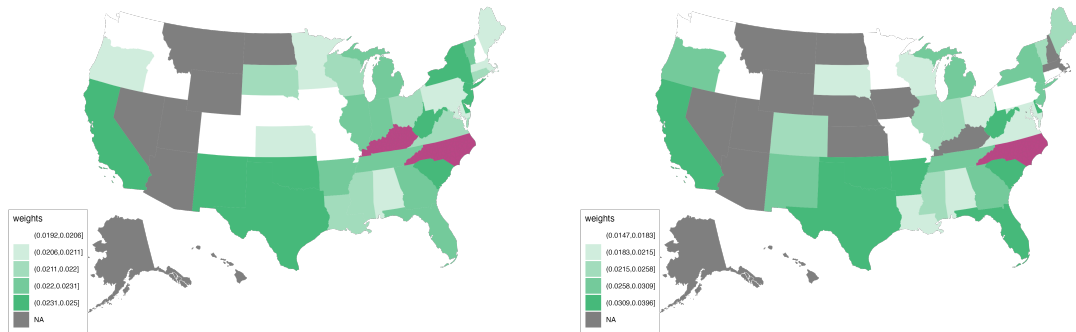 weights
(0.0192,0.0206]
(0.0206,0.0211]
(0.0211,0.022]
(0.022,0.0231]
(0.0231,0.025]
NA
weights
(0.0147,0.0183]
(0.0183,0.0215]
(0.0215,0.0258]
(0.0258,0.0309]
(0.0309,0.0396]
NA